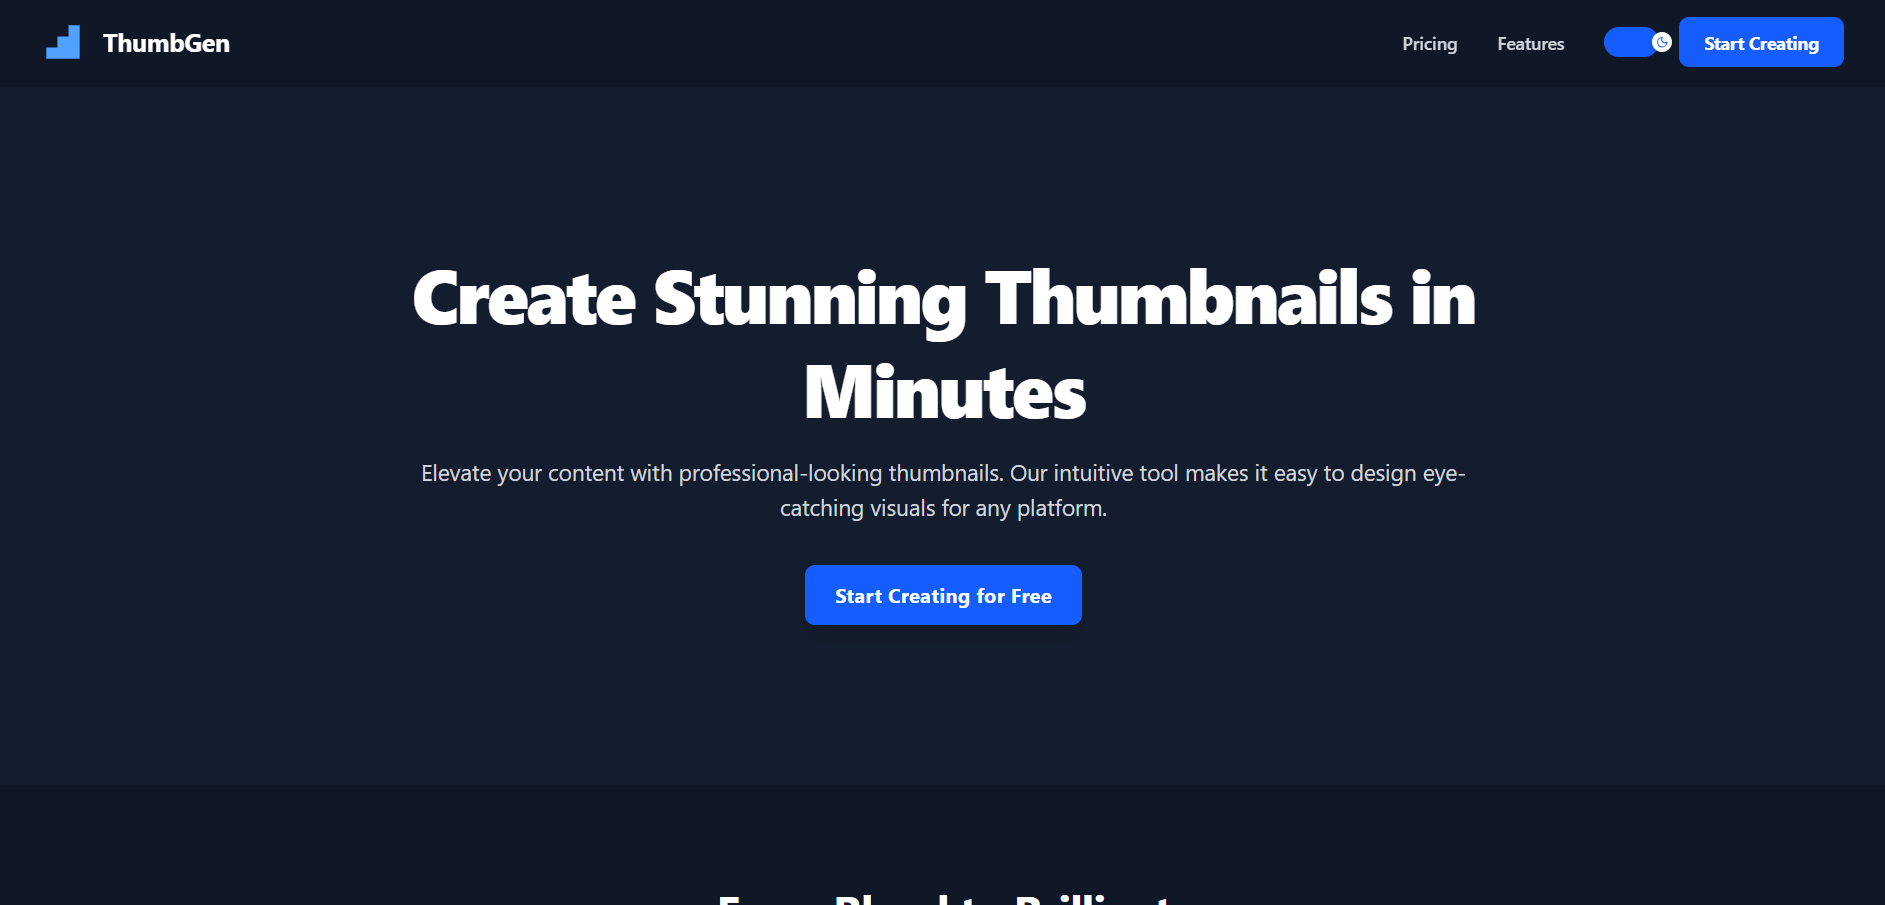 ThumbGen
Pricing
Features
Start Creating
Create Stunning Thumbnails in
Minutes
Elevate your content with professional-looking thumbnails. Our intuitive tool makes it easy to design eye-
catching visuals for any platform.
Start Creating for Free